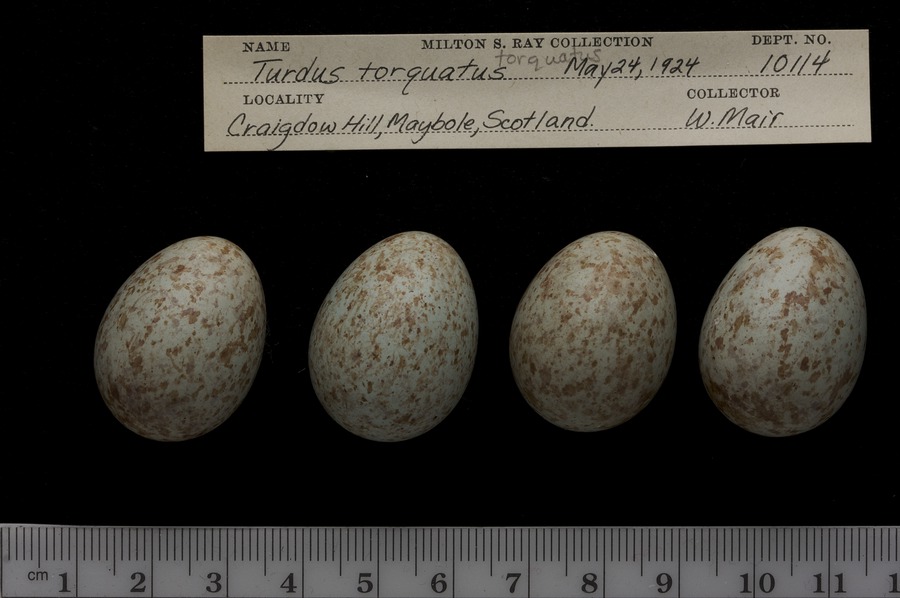 NAME MILTON S. RAY COLLECTION DEPT. NO.
torquatus
Turdus torquatus May 24, 1924 10114
LOCALITY COLLECTOR
Craigdow Hill, Maybole, Scotland. W. Mair
cm 1 2 3 4 5 6 7 8 9 10 11 1